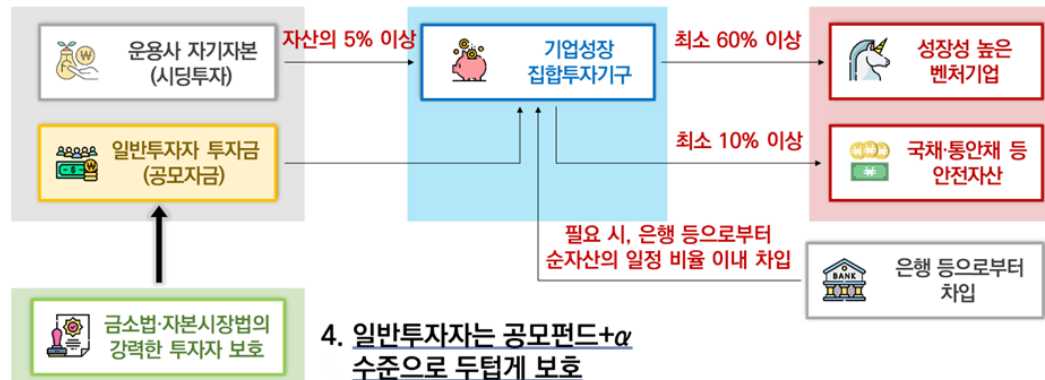 운용사 자기자본
(시딩투자)
자산의 5% 이상
기업성장
집합투자기구
최소 60% 이상
성장성 높은
벤처기업
일반투자자 투자금
(공모자금)
최소 10% 이상
국채·통안채 등
안전자산
필요 시, 은행 등으로부터
순자산의 일정 비율 이내 차입
BANK
은행 등으로부터
차입
금소법·자본시장법의
강력한 투자자 보호
4. 일반투자자는 공모펀드+α
수준으로 두텁게 보호